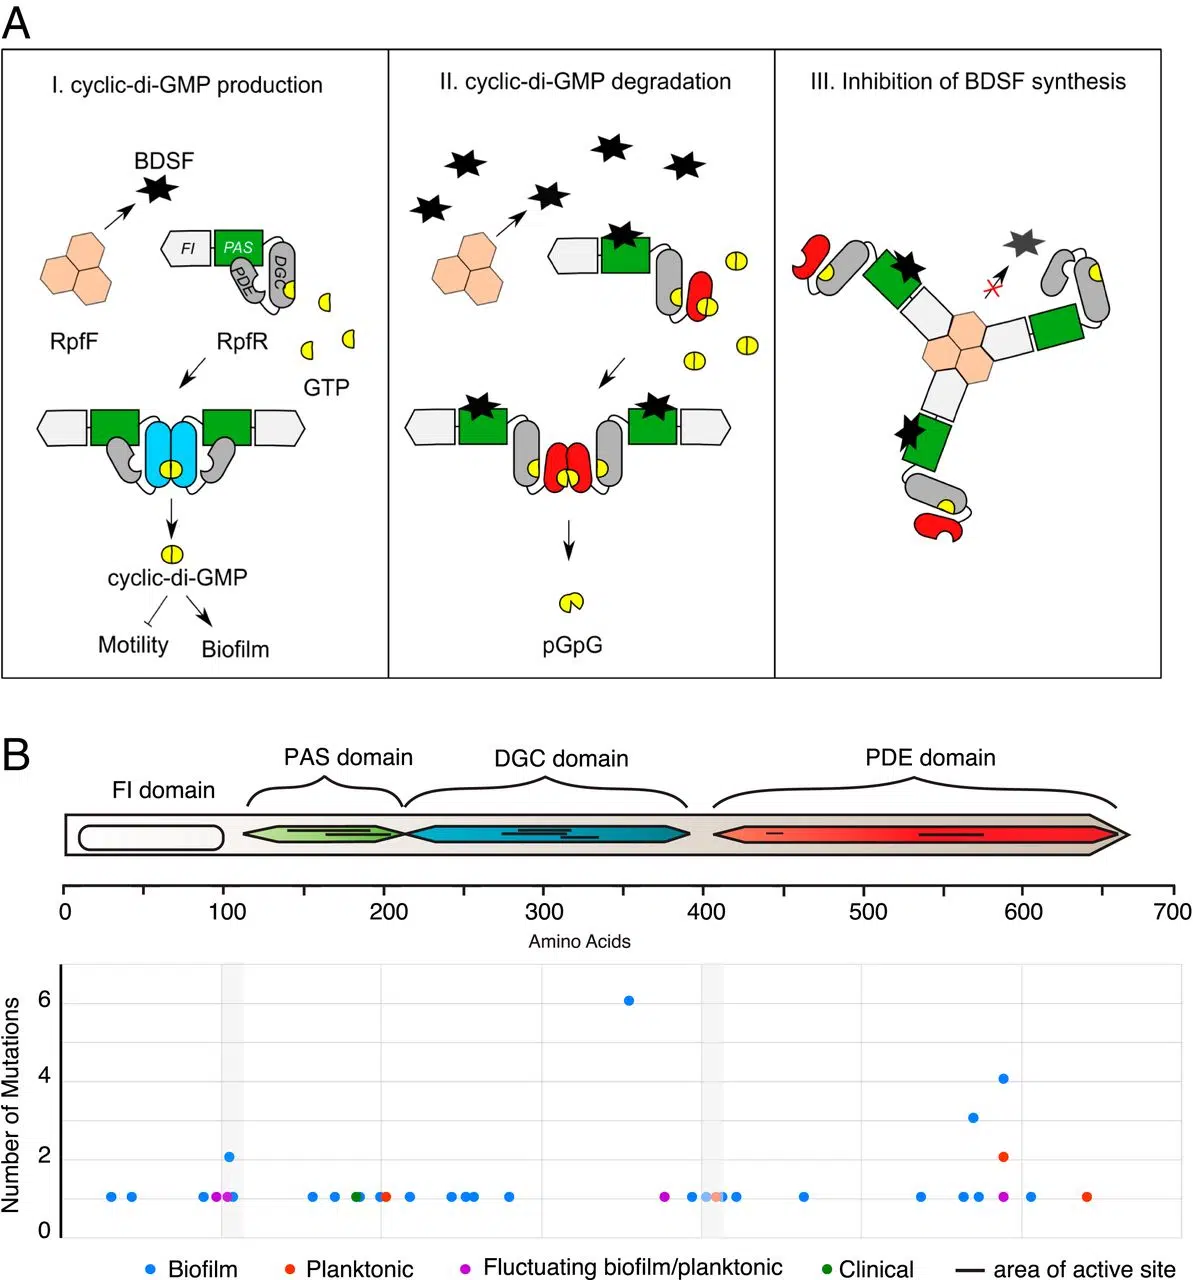 A
I. cyclic-di-GMP production
II. cyclic-di-GMP degradation
III. Inhibition of BDSF synthesis
BDSF
FI
PAS
PDE
DGC
RpfF
RpfR
GTP
cyclic-di-GMP
Motility
Biofilm
pGpG
B
FI domain
PAS domain
DGC domain
PDE domain
0 100 200 300 400 500 600 700
Amino Acids
Number of Mutations
6
4
2
0
Biofilm Planktonic Fluctuating biofilm/planktonic Clinical area of active site